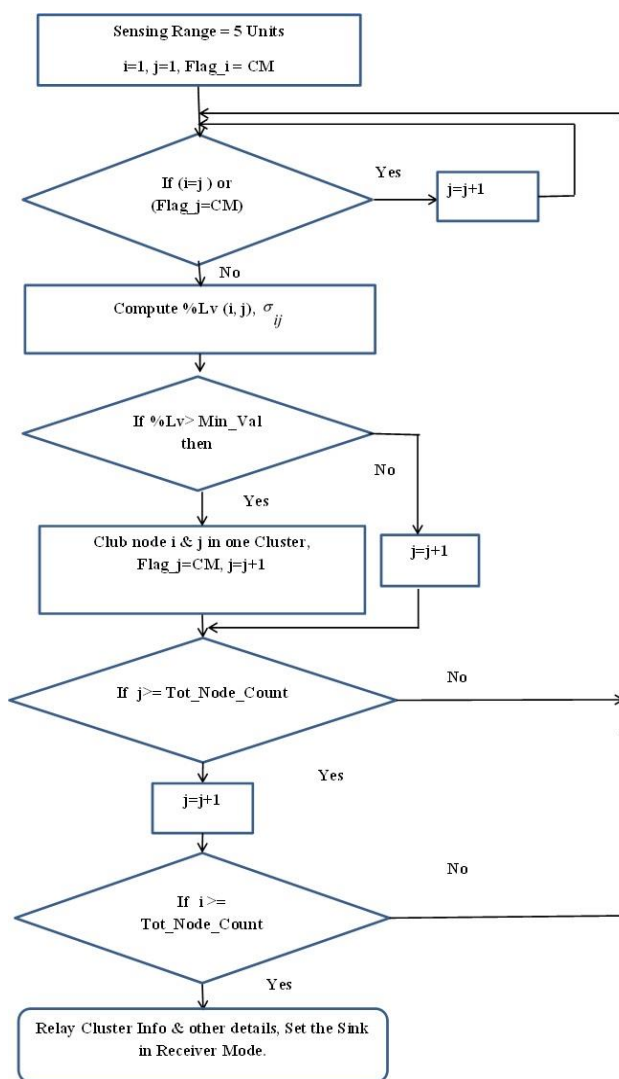 Sensing Range = 5 Units
i=1, j=1, Flag_i = CM
If (i=j ) or
(Flag_j=CM)
Yes
j=j+1
No
Compute %Lv (i, j), σij
If %Lv> Min_Val
then
No
Yes
Club node i & j in one Cluster,
Flag_j=CM, j=j+1
j=j+1
If j>= Tot_Node_Count
No
Yes
j=j+1
If i >=
Tot_Node_Count
No
Yes
Relay Cluster Info & other details, Set the Sink
in Receiver Mode.